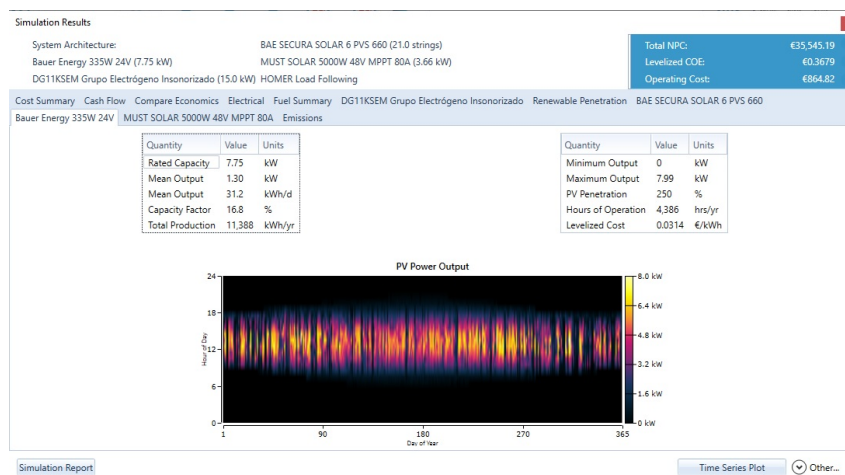 Simulation Results
System Architecture:
Bauer Energy 335W 24V (7.75 kW)
DG11KSEM Grupo Electrógeno Insonorizado (15.0 kW)
BAE SECURA SOLAR 6 PVS 660 (21.0 strings)
MUST SOLAR 5000W 48V MPPT 80A (3.66 kW)
HOMER Load Following
Total NPC: €35,545.19
Levelized COE: €0.3679
Operating Cost: €864.82
Cost Summary Cash Flow Compare Economics Electrical Fuel Summary DG11KSEM Grupo Electrógeno Insonorizado Renewable Penetration BAE SECURA SOLAR 6 PVS 660
Bauer Energy 335W 24V MUST SOLAR 5000W 48V MPPT 80A Emissions
Quantity Value Units
Rated Capacity 7.75 kW
Mean Output 1.30 kW
Mean Output 31.2 kWh/d
Capacity Factor 16.8 %
Total Production 11,388 kWh/yr
Quantity Value Units
Minimum Output 0 kW
Maximum Output 7.99 kW
PV Penetration 250 %
Hours of Operation 4,386 hrs/yr
Levelized Cost 0.0314 €/kWh
PV Power Output
24
18
12
6
0
Hour of Day
1 90 180 270 365
Day of Year
8.0 kW
6.4 kW
4.8 kW
3.2 kW
1.6 kW
0 kW
Simulation Report
Time Series Plot
Other...